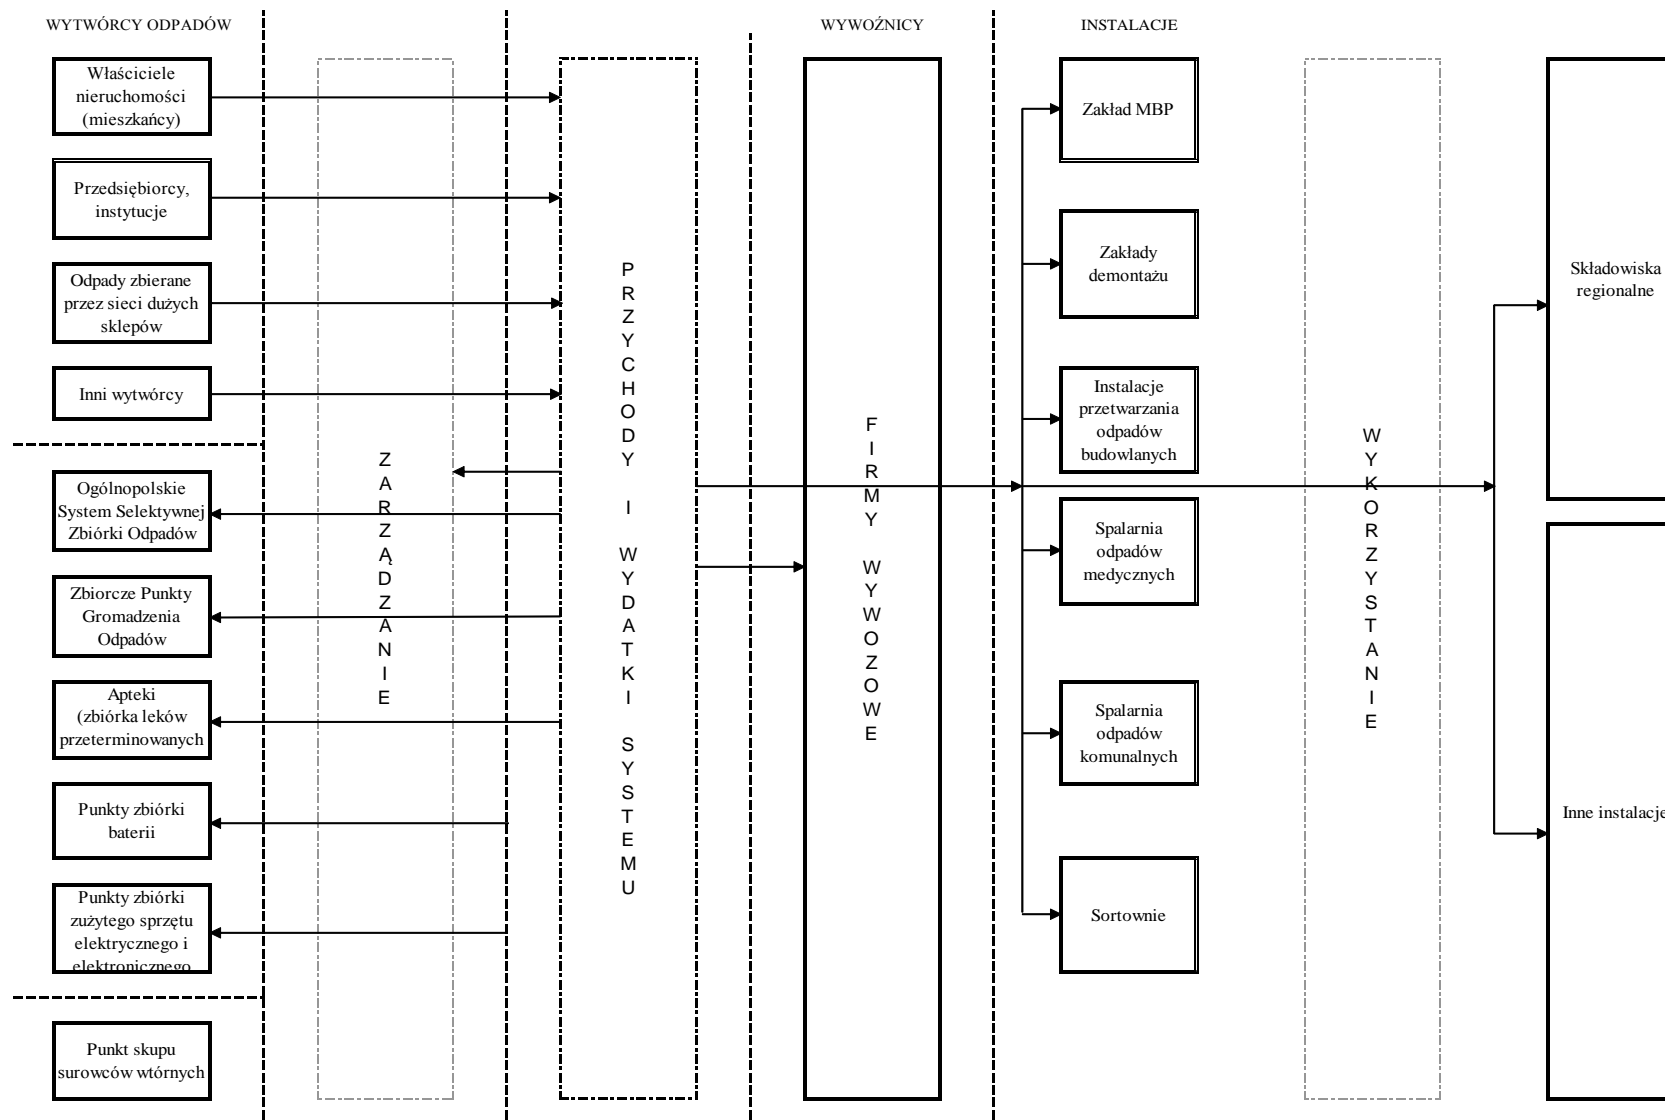 WYTWÓRCY ODPADÓW
WYWOŹNICY
INSTALACJE
Właściciele
nieruchomości
(mieszkańcy)
Przedsiębiorcy,
instytucje
Odpady zbierane
przez sieci dużych
sklepów
Inni wytwórcy
Ogólnopolskie
System Selektywnej
Zbiórki Odpadów
Zbiorcze Punkty
Gromadzenia
Odpadów
Apteki
(zbiórka leków
przeterminowanych
Punkty zbiórki
baterii
Punkty zbiórki
zużytego sprzętu
elektrycznego i
elektronicznego
Punkt skupu
surowców wtórnych
ZARZĄDZANIE
PRZYCHODY I WYDATKI SYSTEMU
FIRMY WYWOZOWE
Zakład MBP
Zakłady
demontażu
Instalacje
przetwarzania
odpadów
budowlanych
Spalarnia
odpadów
medycznych
Spalarnia
odpadów
komunalnych
Sortownie
WYKORZYSTANIE
Składowiska
regionalne
Inne instalacje